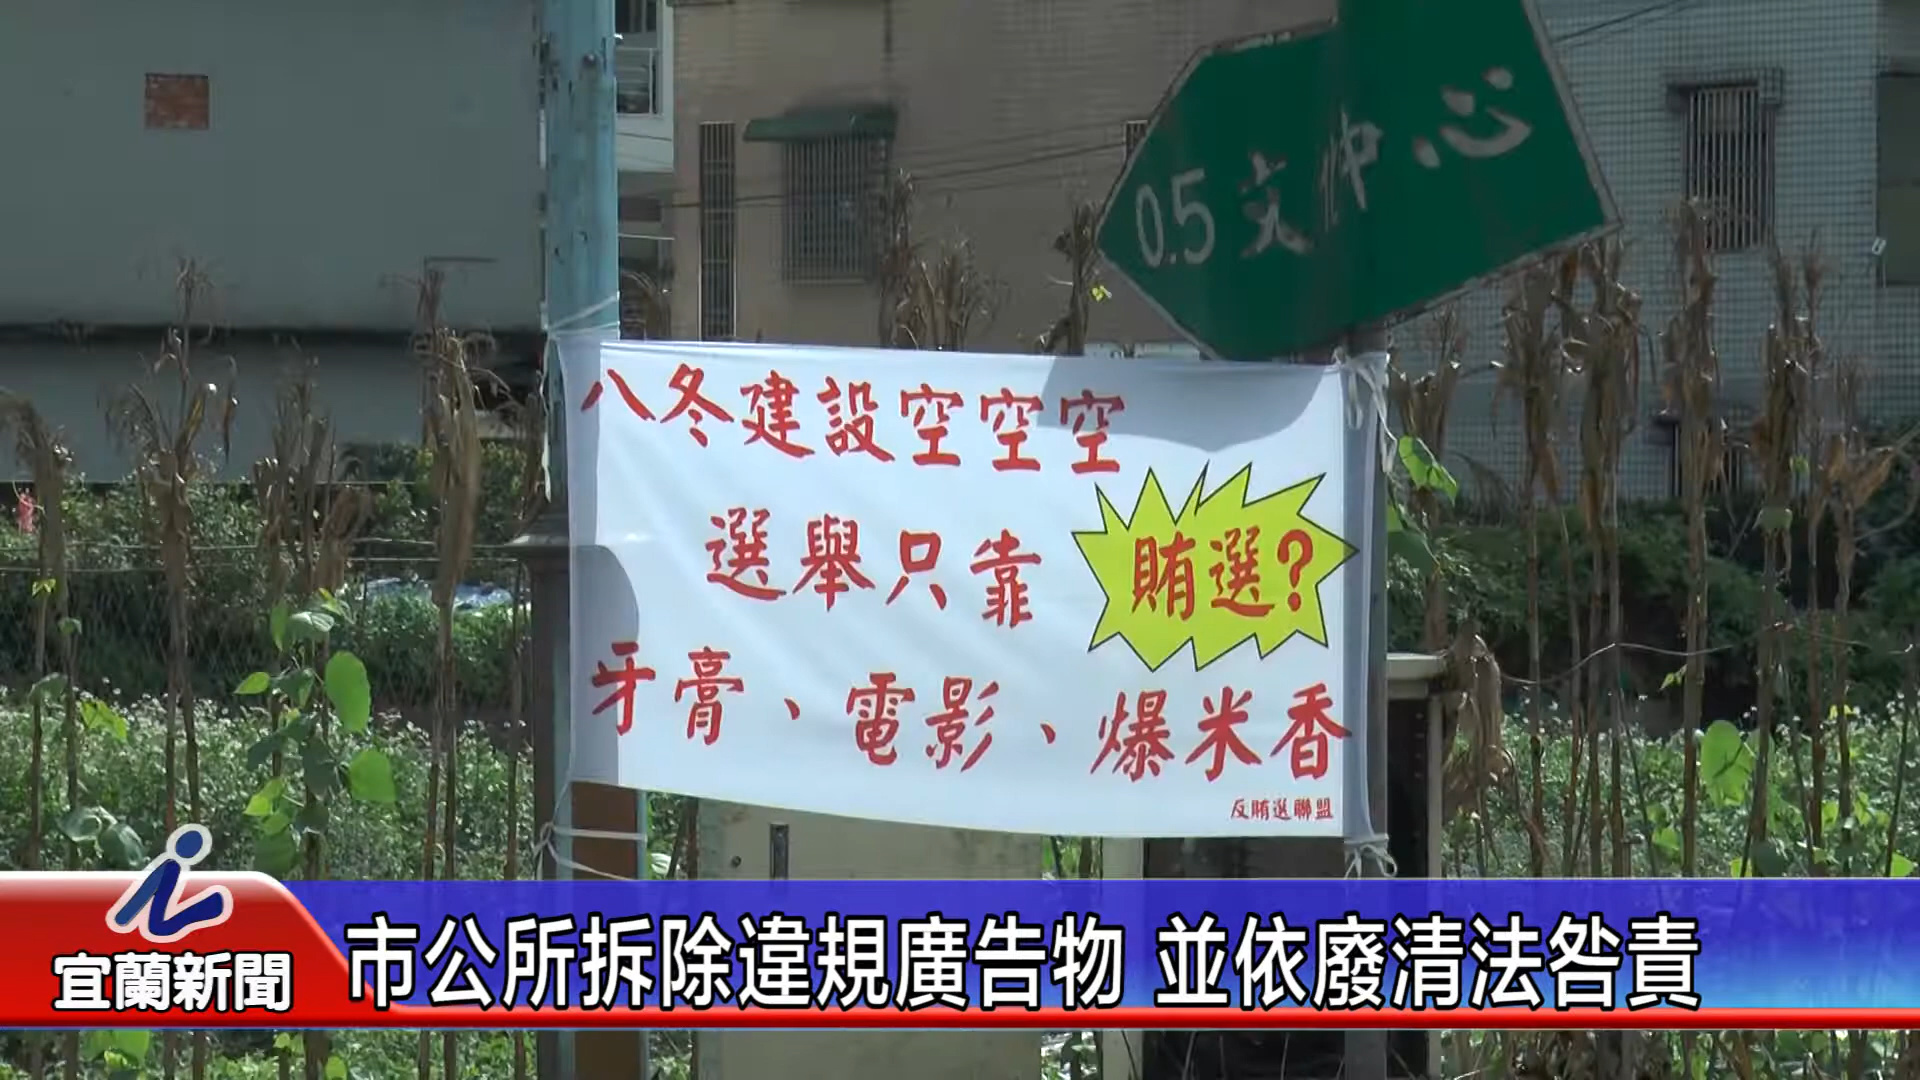 0.5 文中心
八冬建設空空空
選舉只靠 賄選?
牙膏、電影、爆米香
反賄選聯盟
宜蘭新聞
市公所拆除違規廣告物 並依廢清法咎責